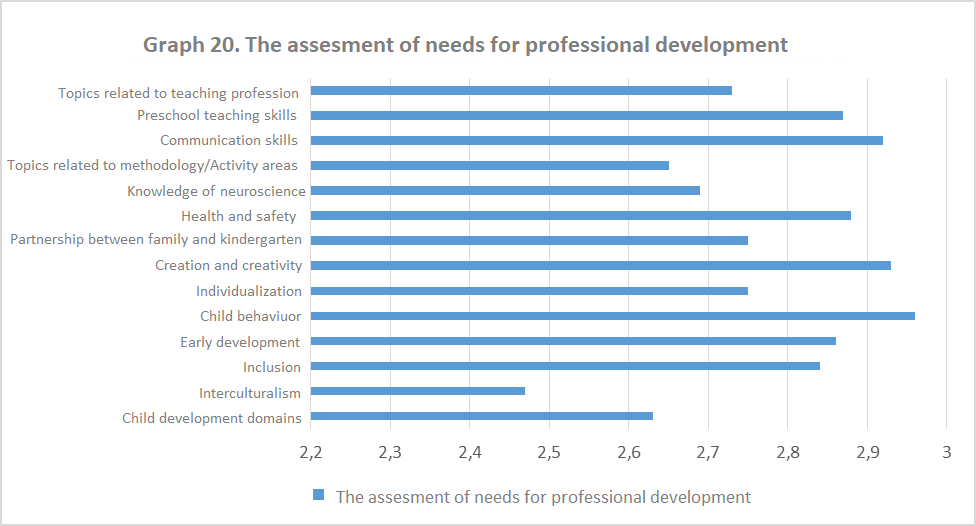 Graph 20. The assesment of needs for professional development
Topics related to teaching profession
Preschool teaching skills
Communication skills
Topics related to methodology/Activity areas
Knowledge of neuroscience
Health and safety
Partnership between family and kindergarten
Creation and creativity
Individualization
Child behaviuor
Early development
Inclusion
Interculturalism
Child development domains
2,2 2,3 2,4 2,5 2,6 2,7 2,8 2,9 3
The assesment of needs for professional development